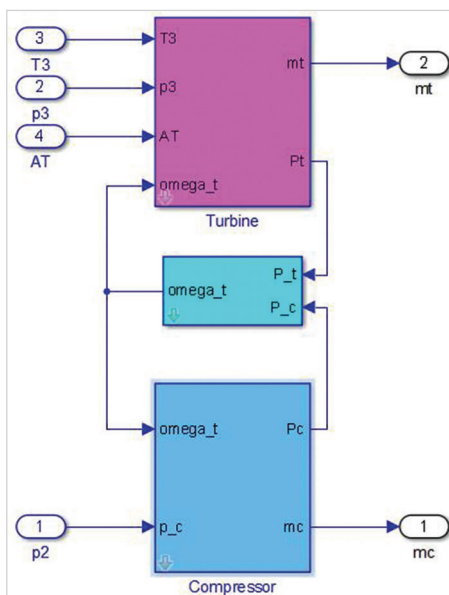 3
T3
T3
mt
2
mt
2
p3
p3
4
AT
AT
Pt
omega_t
Turbine
P_t
omega_t
P_c
omega_t
Pc
1
p2
p_c
mc
1
mc
Compressor